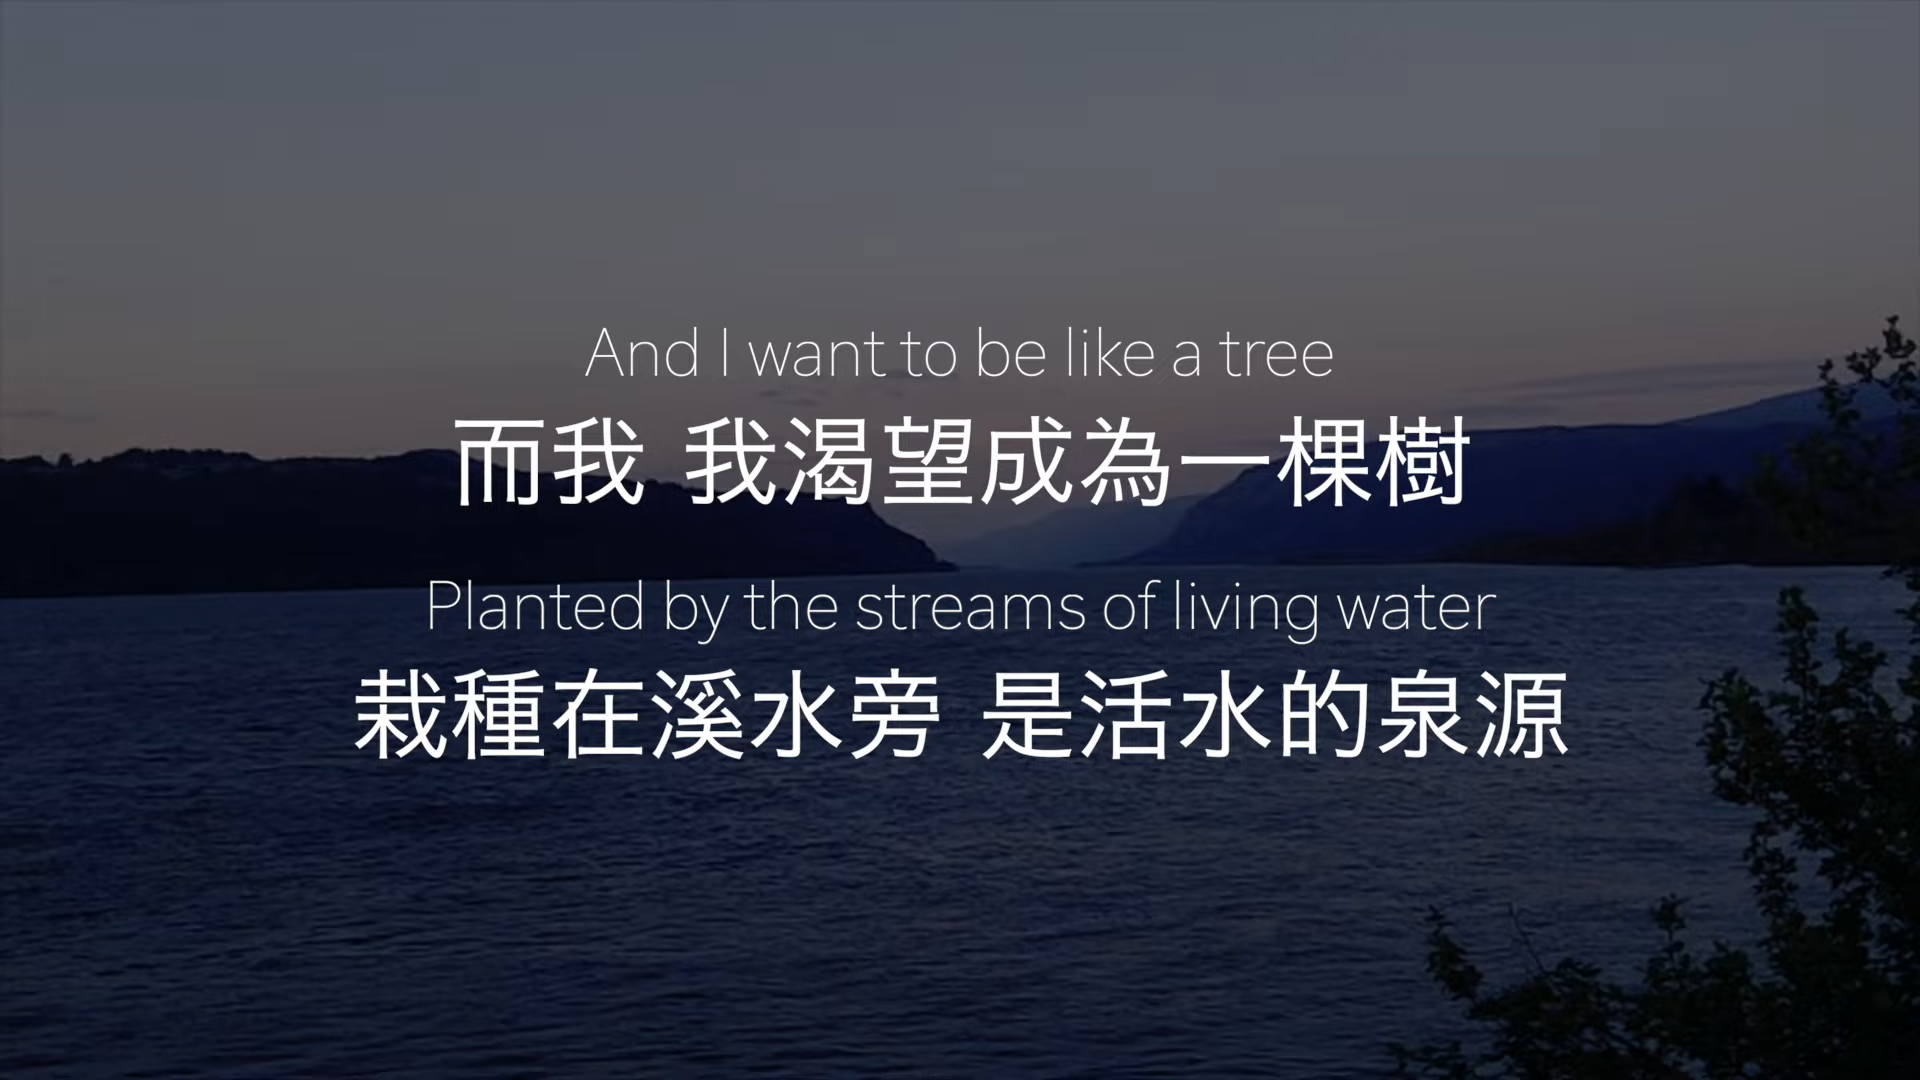 And I want to be like a tree
而我 我渴望成為一棵樹
Planted by the streams of living water
栽種在溪水旁 是活水的泉源